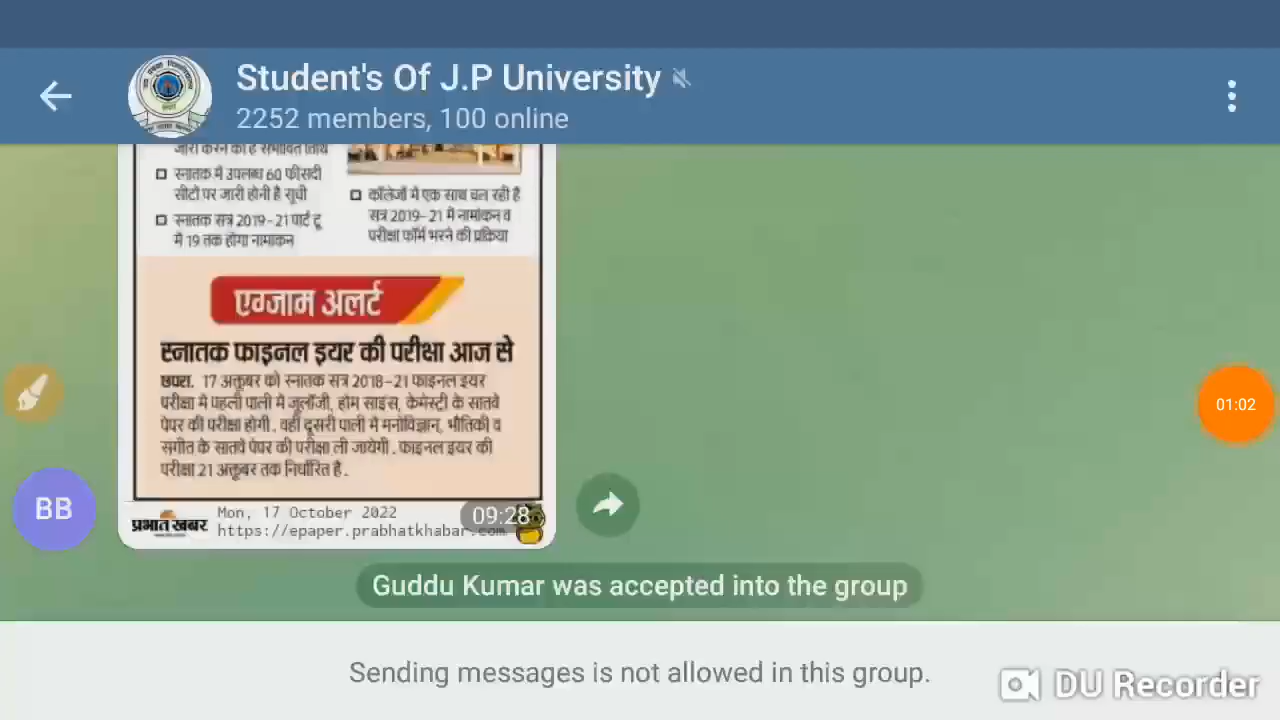 Student's Of J.P University
2252 members, 100 online
स्नातक में उपलब्ध 60 फीसदी
सीटों पर जारी होनी है सूची
स्नातक सत्र 2019-21 पार्ट टू
में 19 तक होगा नामांकन
कॉलेजों में एक साथ चल रही है
सत्र 2019-21 में नामांकन व
परीक्षा फॉर्म भरने की प्रक्रिया
एग्जाम अलर्ट
स्नातक फाइनल इयर की परीक्षा आज से
छपरा. 17 अक्तूबर को स्नातक सत्र 2018-21 फाइनल इयर
परीक्षा में पहली पाली में जूलॉजी, होम साइंस, केमेस्ट्री के सातवें
पेपर की परीक्षा होगी. वहीं दूसरी पाली में मनोविज्ञान, भौतिकी व
संगीत के सातवें पेपर की परीक्षा ली जायेगी. फाइनल इयर की
परीक्षा 21 अक्तूबर तक निर्धारित है.
प्रभात खबर
Mon, 17 October 2022
https://epaper.prabhatkhabar.com
09:28
BB
01:02
Guddu Kumar was accepted into the group
Sending messages is not allowed in this group.
DU Recorder